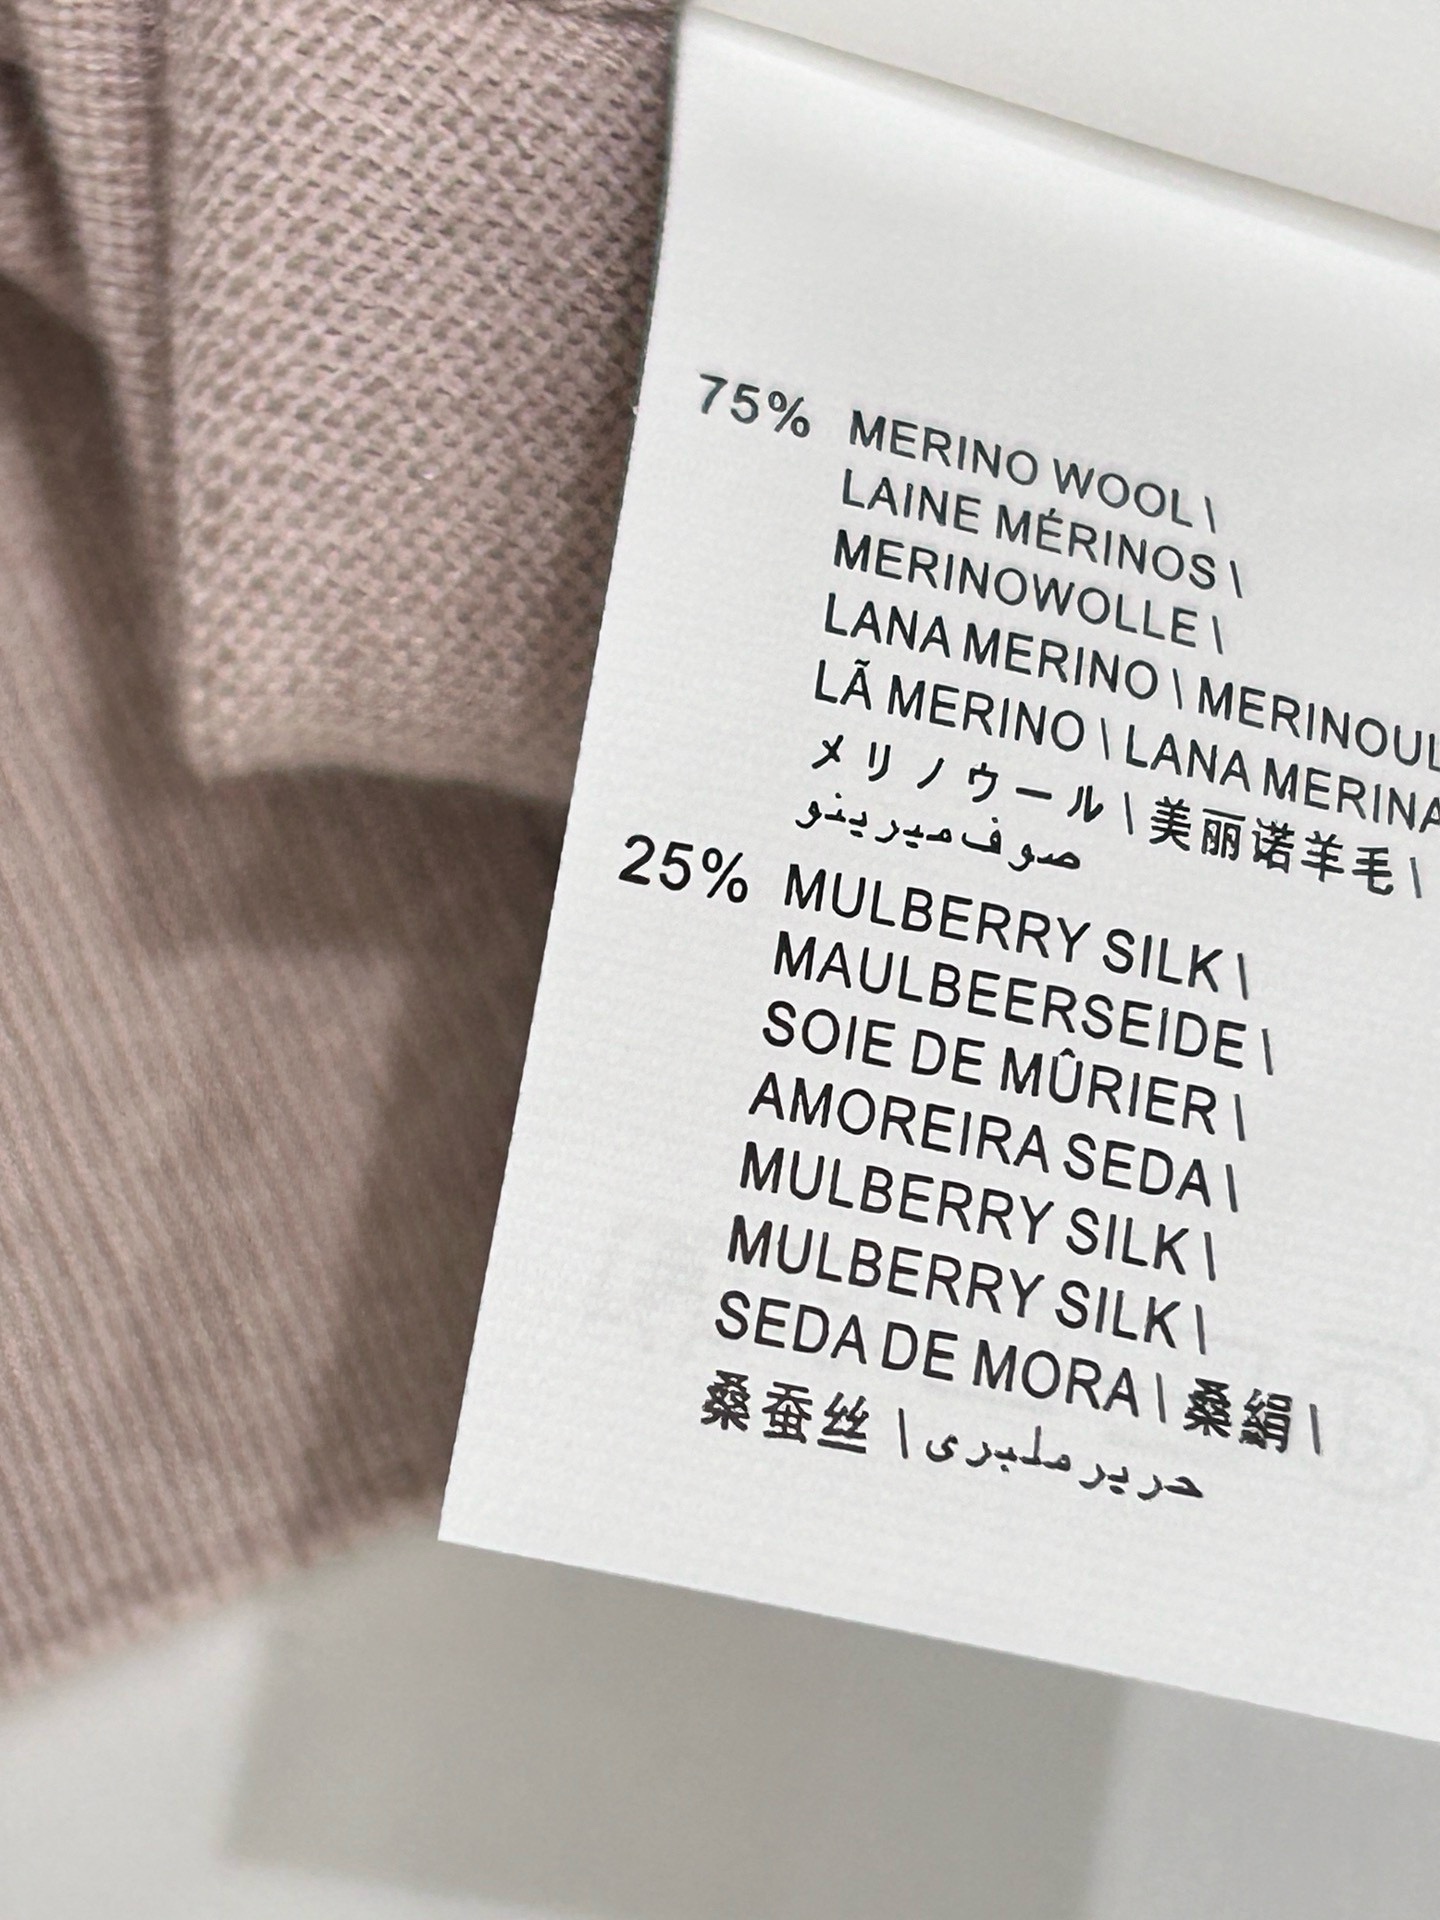 75% MERINO WOOL \
LAINE MÉRINOS \
MERINOWOLLE \
LANA MERINO \ MERINOUL
LÃ MERINO \ LANA MERINA
メリノウール \ 美丽诺羊毛 \
صوف ميرينو
25% MULBERRY SILK \
MAULBEERSEIDE \
SOIE DE MÛRIER \
AMOREIRA SEDA \
MULBERRY SILK \
MULBERRY SILK \
SEDA DE MORA \ 桑絹 \
桑蚕丝 \ حرير ملبرى